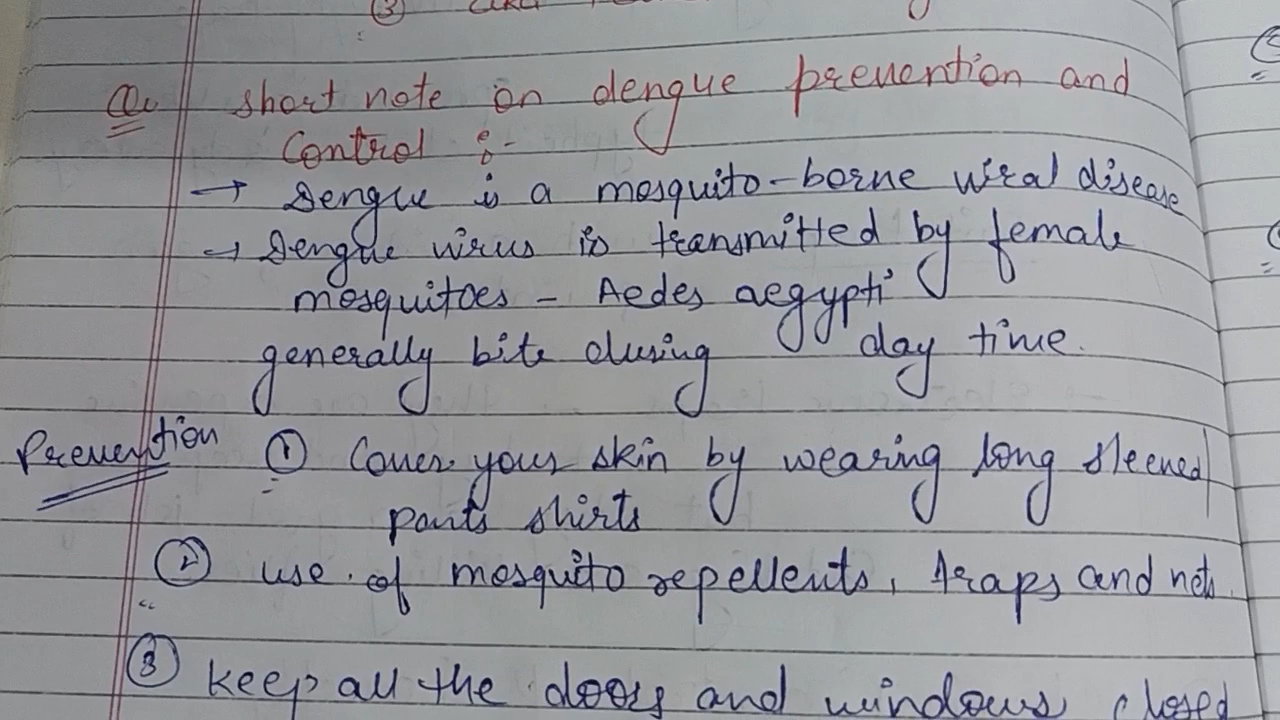 Q. short note on dengue prevention and
Control :-
→ Dengue is a mosquito-borne viral disease
→ Dengue virus is transmitted by female
mosquitoes - Aedes aegypti
generally bite during day time.
Prevention ① Cover your skin by wearing long sleeved
pants shirts
② use of mosquito repellents, traps and nets.
③ keep all the doors and windows closed